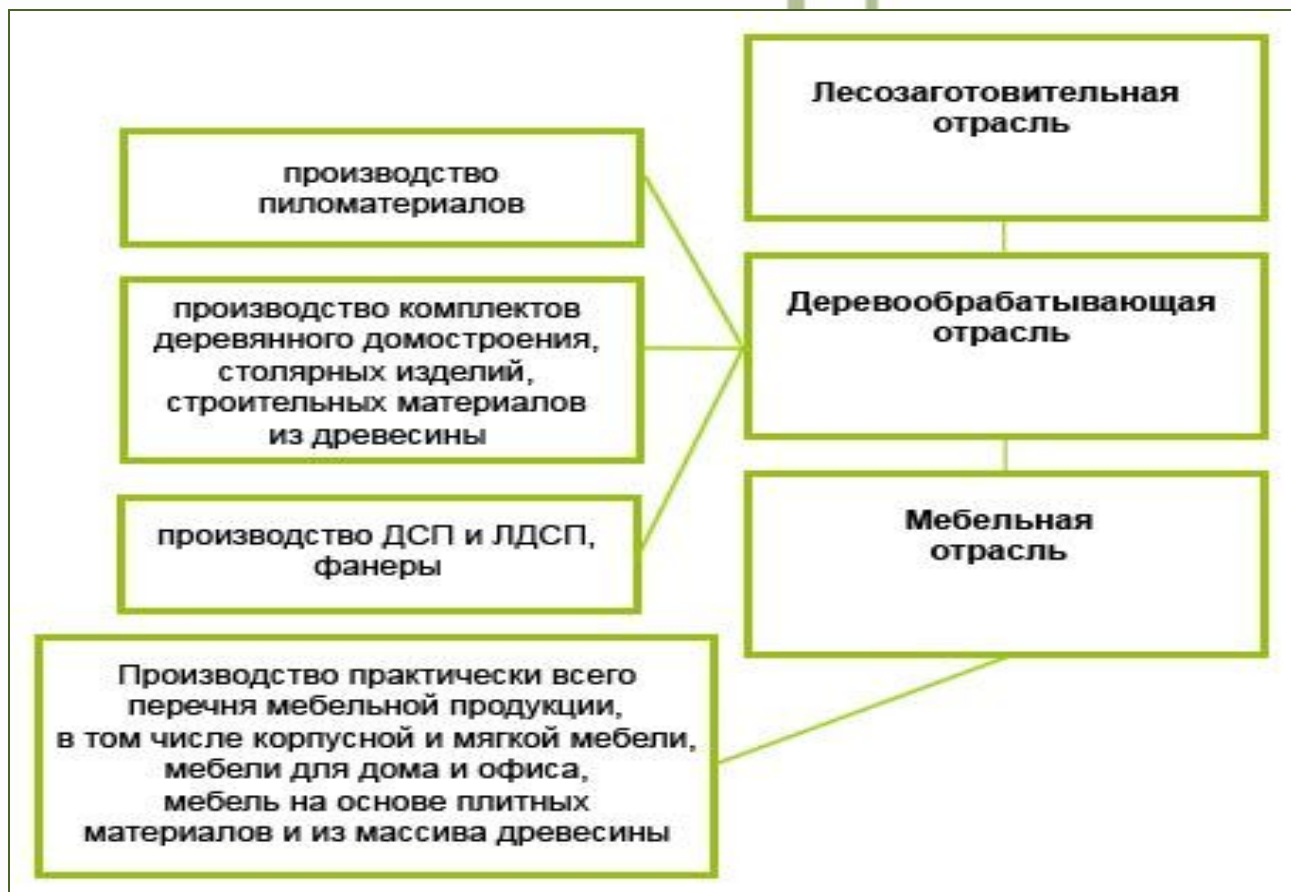 Лесозаготовительная
отрасль
производство
пиломатериалов
Деревообрабатывающая
отрасль
производство комплектов
деревянного домостроения,
столярных изделий,
строительных материалов
из древесины
производство ДСП и ЛДСП,
фанеры
Мебельная
отрасль
Производство практически всего
перечня мебельной продукции,
в том числе корпусной и мягкой мебели,
мебели для дома и офиса,
мебель на основе плитных
материалов и из массива древесины